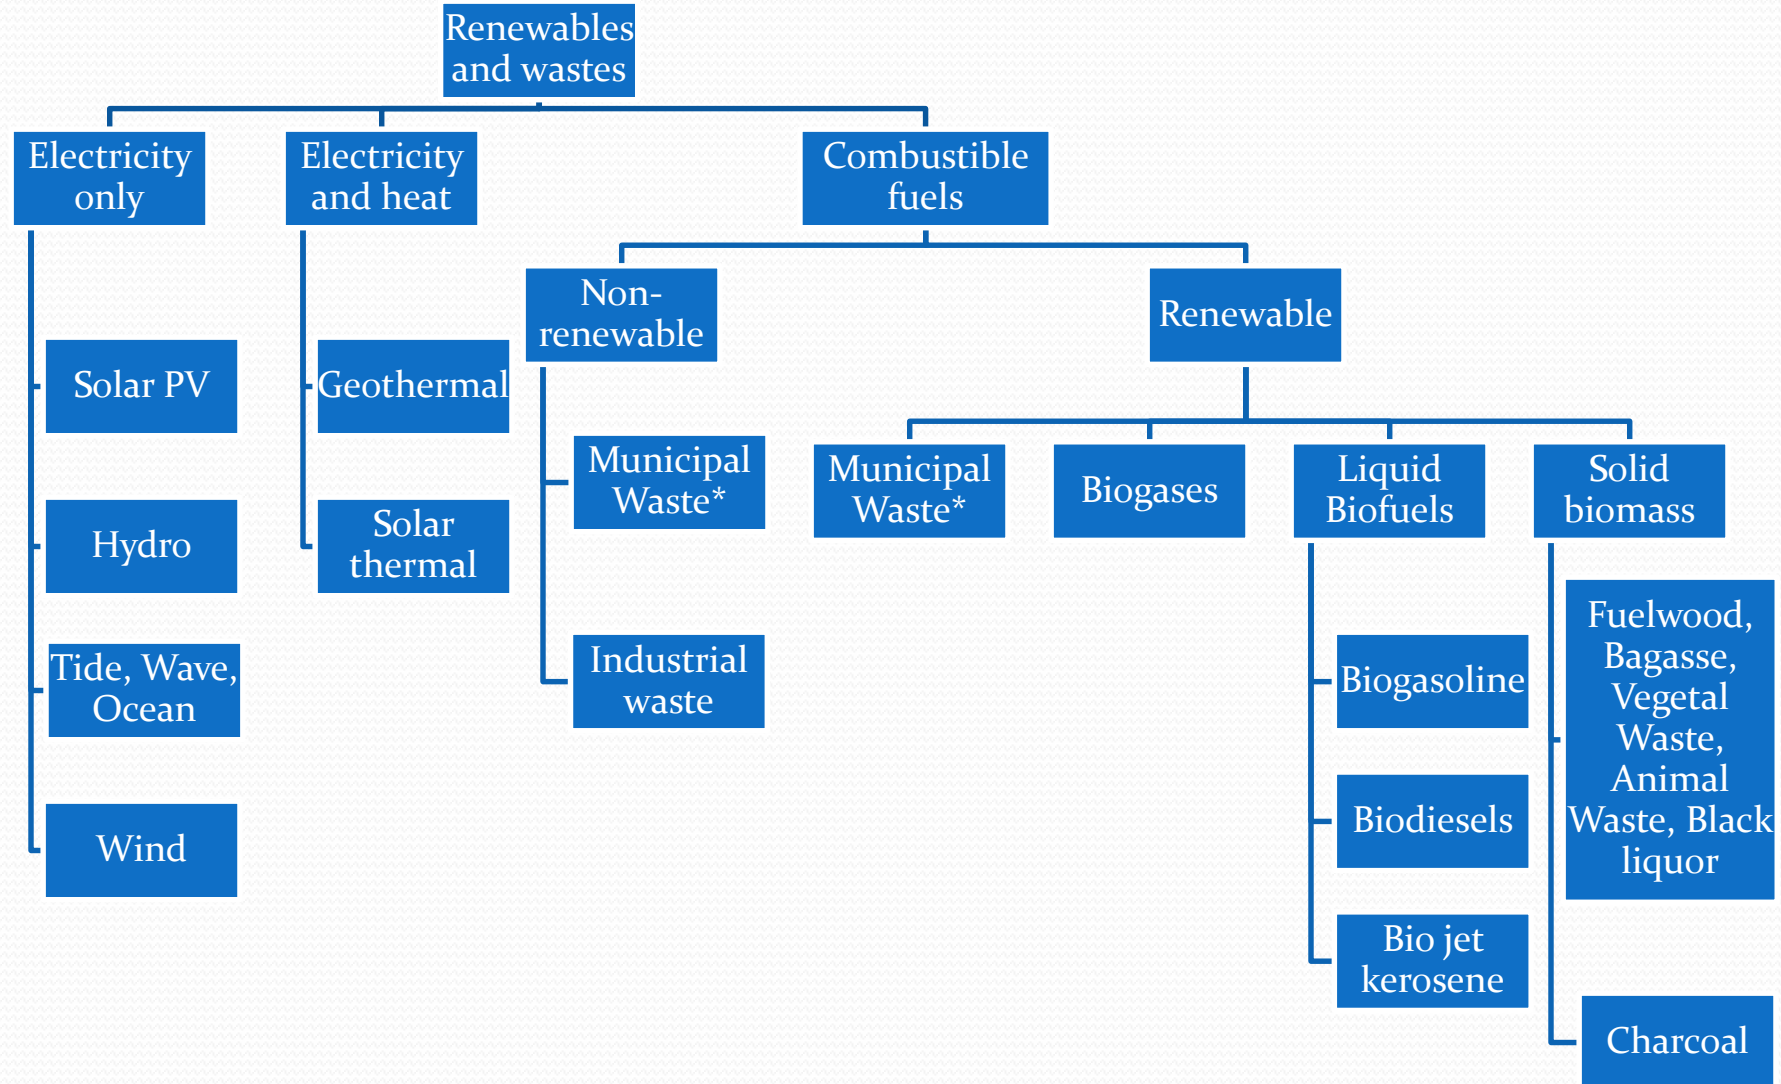 Renewables
and wastes
Electricity
only
Electricity
and heat
Combustible
fuels
Non-
renewable
Renewable
Solar PV
Hydro
Tide, Wave,
Ocean
Wind
Geothermal
Solar
thermal
Municipal
Waste*
Industrial
waste
Municipal
Waste*
Biogases
Liquid
Biofuels
Solid
biomass
Biogasoline
Biodiesels
Bio jet
kerosene
Fuelwood,
Bagasse,
Vegetal
Waste,
Animal
Waste, Black
liquor
Charcoal